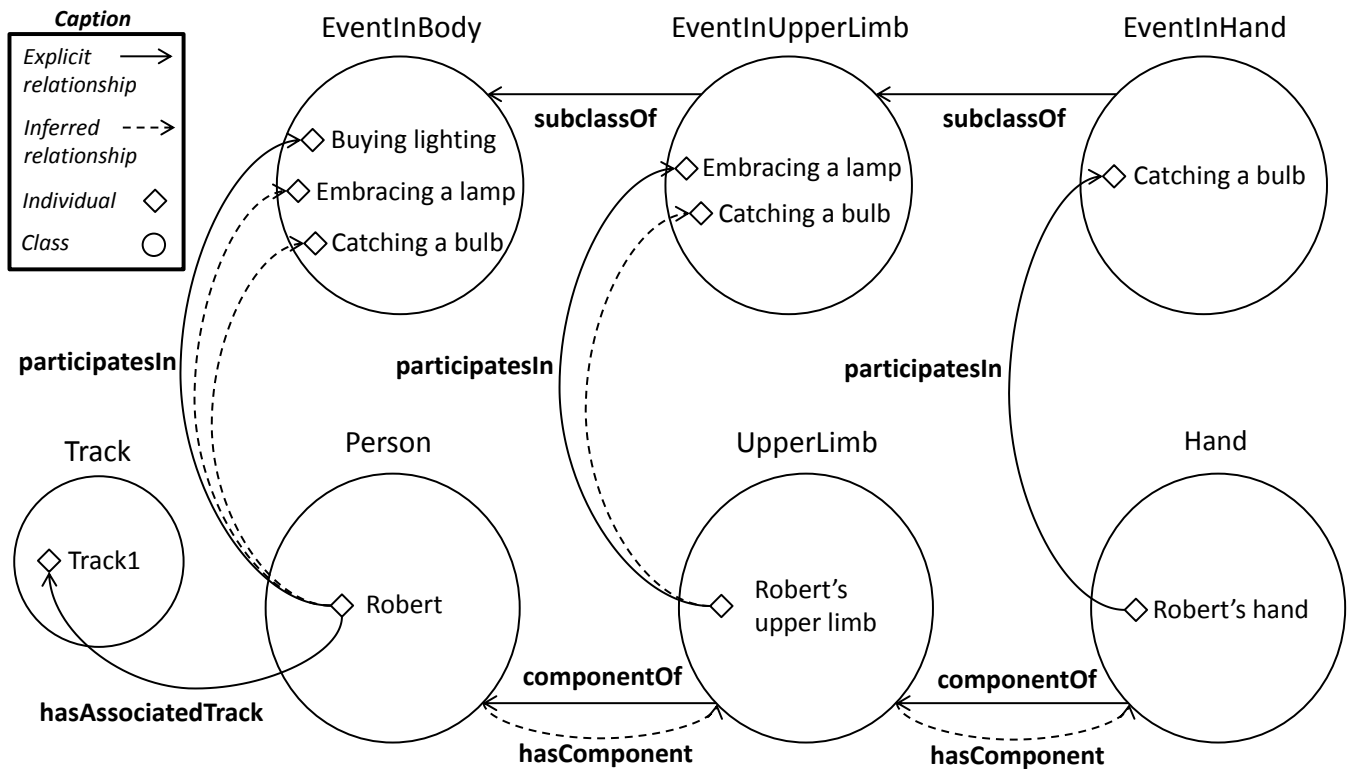 Caption
Explicit
relationship
Inferred
relationship
Individual
Class
EventInBody
EventInUpperLimb
EventInHand
subclassOf
subclassOf
Buying lighting
Embracing a lamp
Catching a bulb
Embracing a lamp
Catching a bulb
Catching a bulb
participatesIn
participatesIn
participatesIn
Track
Person
UpperLimb
Hand
Track1
Robert
Robert's
upper limb
Robert's hand
hasAssociatedTrack
componentOf
hasComponent
componentOf
hasComponent